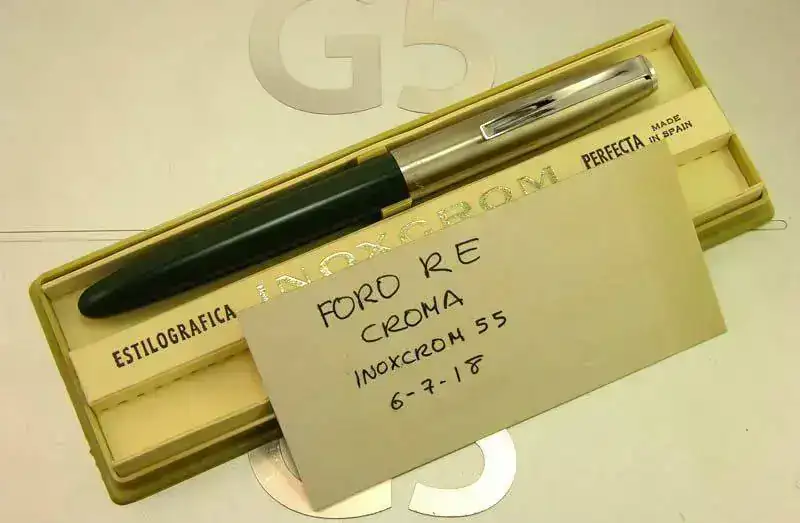 G5
MADE
IN SPAIN
PERFECTA
INOXCROM
ESTILOGRAFICA
FORO RE
CROMA
INOXCROM 55
6-7-18
G5